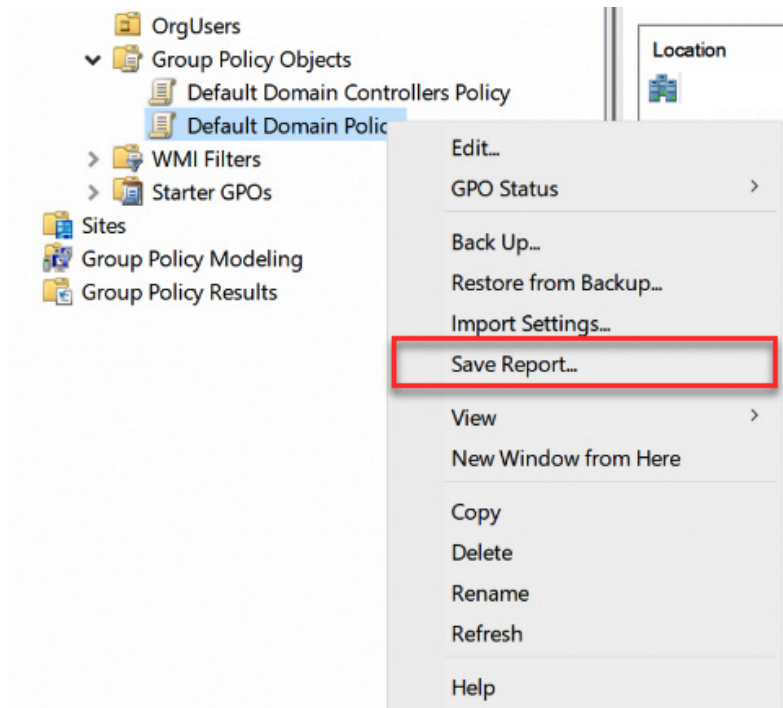 OrgUsers
Group Policy Objects
Default Domain Controllers Policy
Default Domain Polic
WMI Filters
Starter GPOs
Sites
Group Policy Modeling
Group Policy Results
Location
Edit...
GPO Status
Back Up...
Restore from Backup...
Import Settings...
Save Report...
View
New Window from Here
Copy
Delete
Rename
Refresh
Help